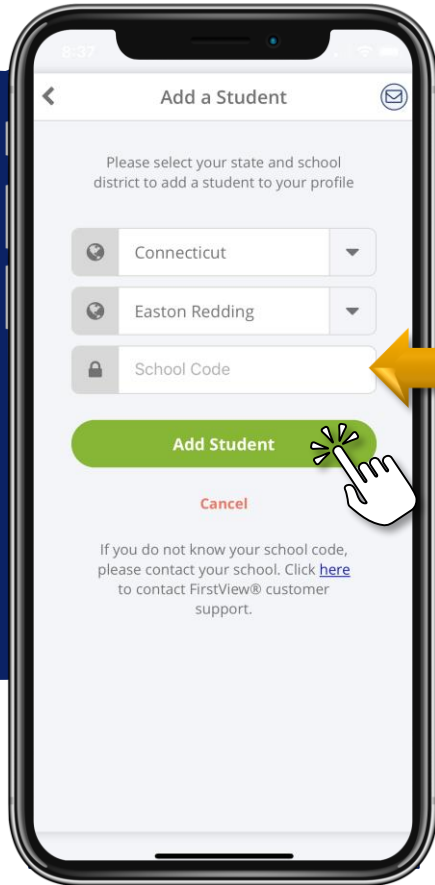 8:37
Add a Student
Please select your state and school
district to add a student to your profile
Connecticut
Easton Redding
School Code
Add Student
Cancel
If you do not know your school code,
please contact your school. Click here
to contact FirstView® customer
support.